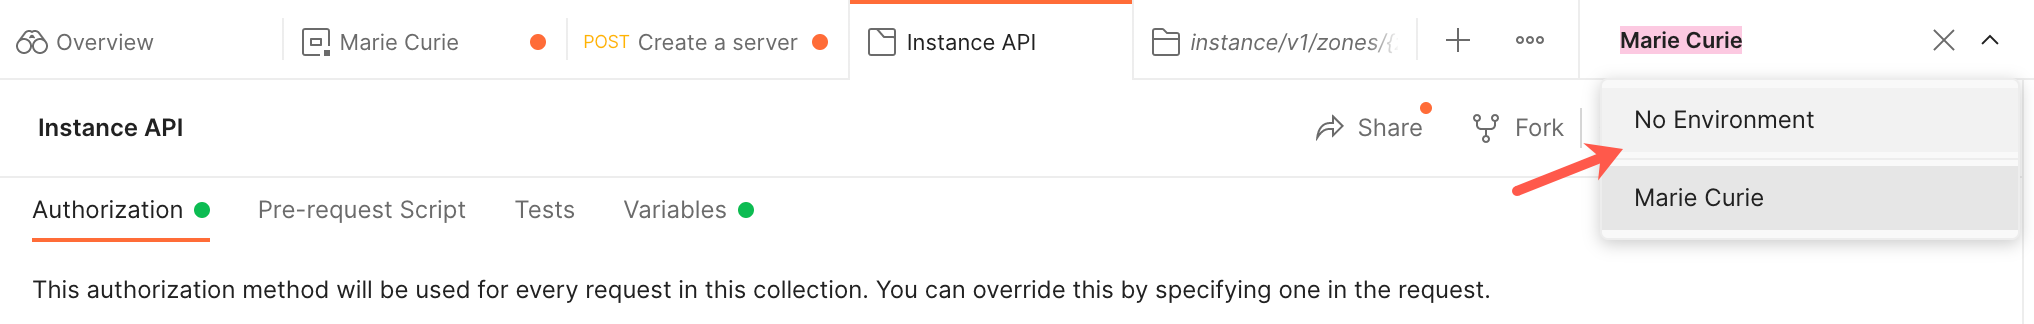 Overview
Marie Curie
POST Create a server
Instance API
instance/v1/zones/{
Marie Curie
Instance API
Share
Fork
No Environment
Marie Curie
Authorization
Pre-request Script
Tests
Variables
This authorization method will be used for every request in this collection. You can override this by specifying one in the request.